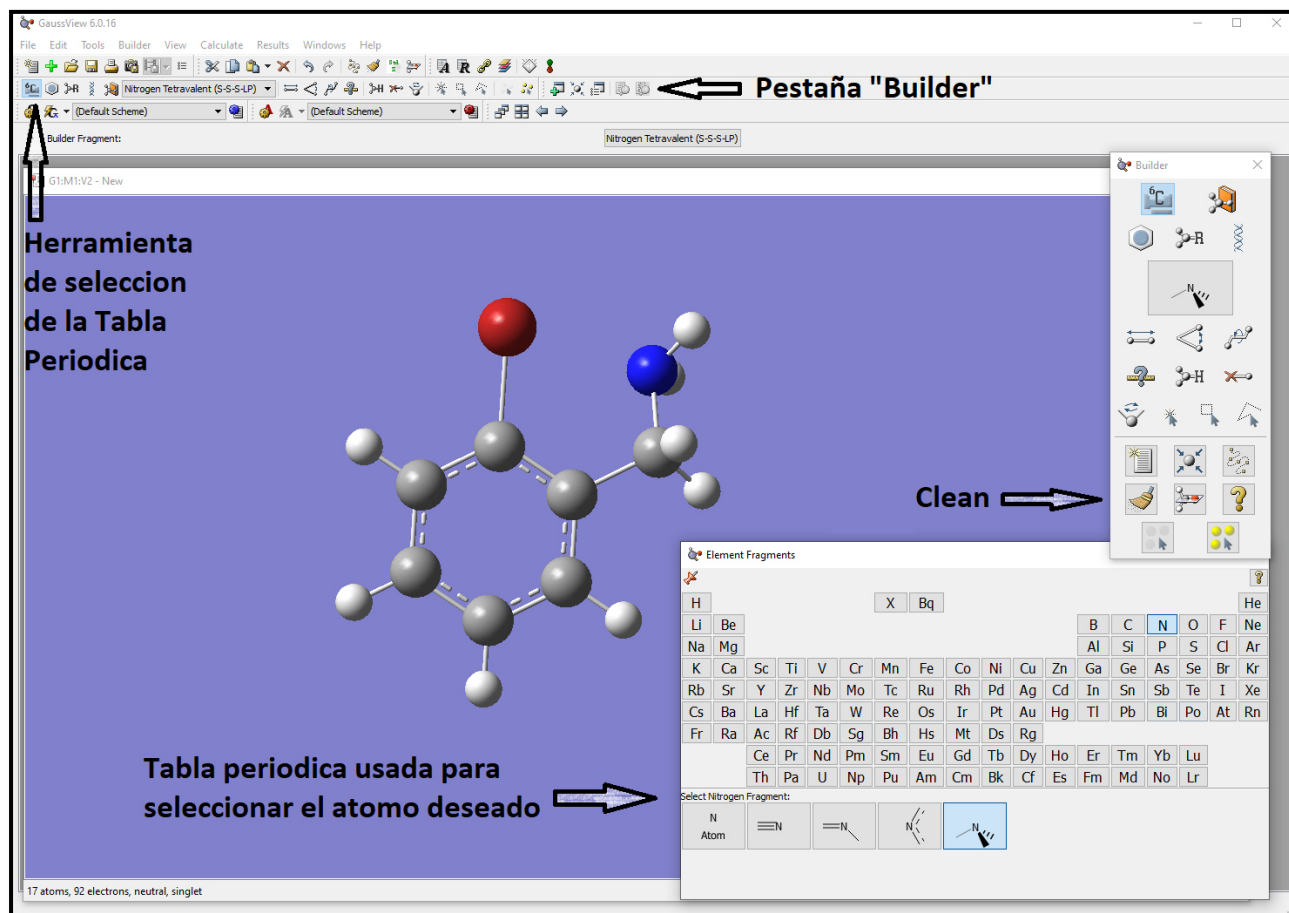 GaussView 6.0.16
File Edit Tools Builder View Calculate Results Windows Help
Nitrogen Tetravalent (S-S-S-LP)
Pestaña "Builder"
(Default Scheme)
(Default Scheme)
Builder Fragment:
Nitrogen Tetravalent (S-S-S-LP)
G1:M1:V2 - New
Herramienta
de seleccion
de la Tabla
Periodica
Builder
6C
R
N
H
Clean
Element Fragments
H X Bq He
Li Be B C N O F Ne
Na Mg Al Si P S Cl Ar
K Ca Sc Ti V Cr Mn Fe Co Ni Cu Zn Ga Ge As Se Br Kr
Rb Sr Y Zr Nb Mo Tc Ru Rh Pd Ag Cd In Sn Sb Te I Xe
Cs Ba La Hf Ta W Re Os Ir Pt Au Hg Tl Pb Bi Po At Rn
Fr Ra Ac Rf Db Sg Bh Hs Mt Ds Rg
Ce Pr Nd Pm Sm Eu Gd Tb Dy Ho Er Tm Yb Lu
Th Pa U Np Pu Am Cm Bk Cf Es Fm Md No Lr
Tabla periodica usada para
seleccionar el atomo deseado
Select Nitrogen Fragment:
N
Atom
N
N
N
N
17 atoms, 92 electrons, neutral, singlet